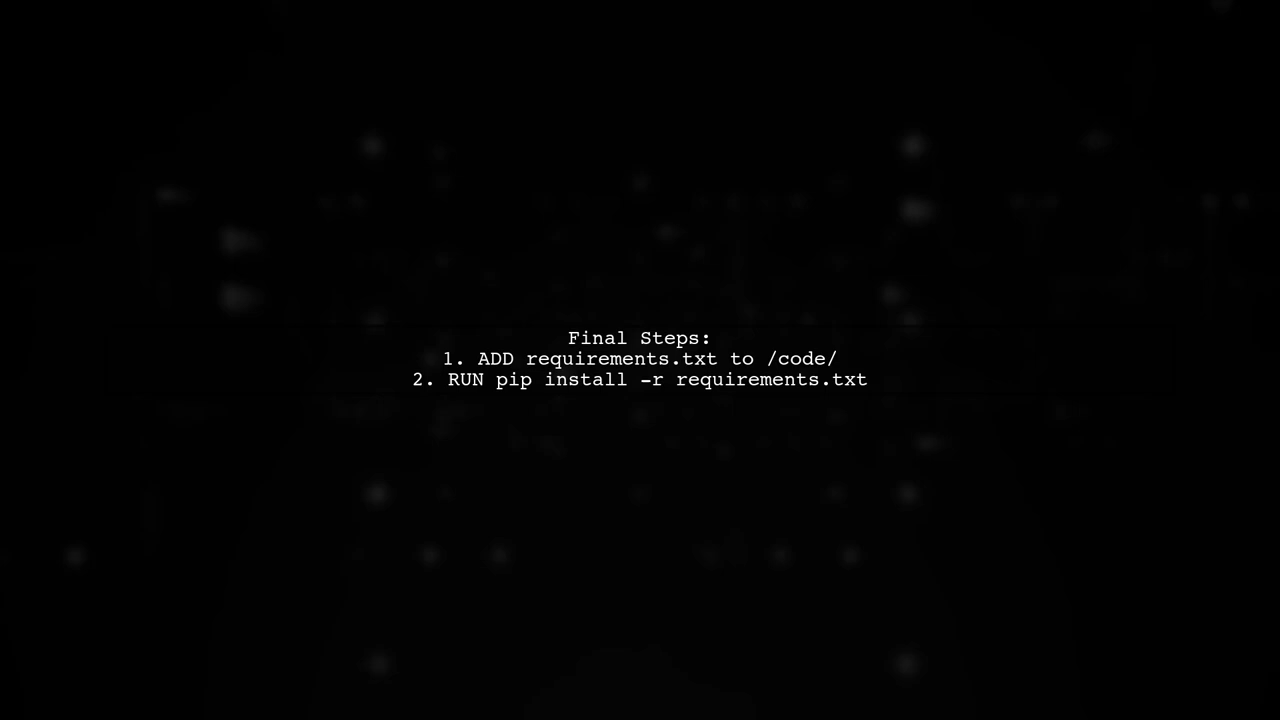 Final Steps:
1. ADD requirements.txt to /code/
2. RUN pip install -r requirements.txt